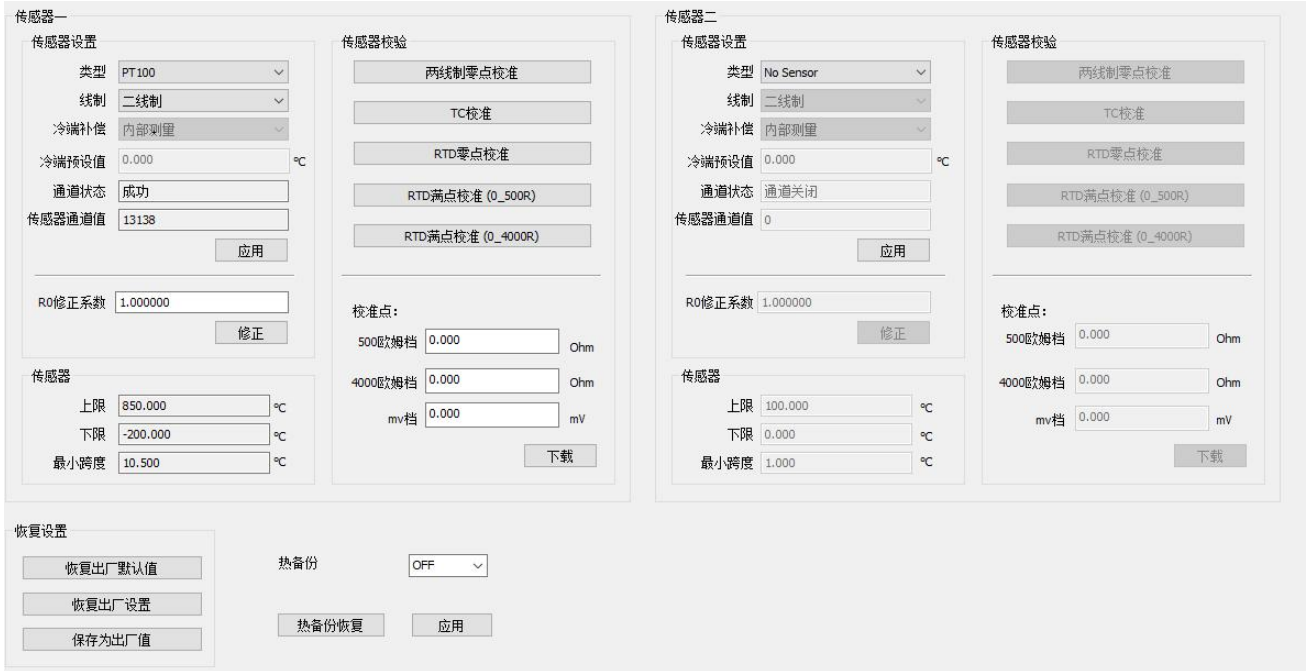 传感器一
传感器设置
类型 PT100
线制 二线制
冷端补偿 内部测量
冷端预设值 0.000 ºC
通道状态 成功
传感器通道值 13138
应用
R0修正系数 1.000000
修正
传感器
上限 850.000 ºC
下限 -200.000 ºC
最小跨度 10.500 ºC
传感器校验
两线制零点校准
TC校准
RTD零点校准
RTD满点校准 (0_500R)
RTD满点校准 (0_4000R)
校准点：
500欧姆档 0.000 Ohm
4000欧姆档 0.000 Ohm
mv档 0.000 mV
下载
传感器二
传感器设置
类型 No Sensor
线制 二线制
冷端补偿 内部测量
冷端预设值 0.000 ºC
通道状态 通道关闭
传感器通道值 0
应用
R0修正系数 1.000000
修正
传感器
上限 100.000 ºC
下限 0.000 ºC
最小跨度 1.000 ºC
传感器校验
两线制零点校准
TC校准
RTD零点校准
RTD满点校准 (0_500R)
RTD满点校准 (0_4000R)
校准点：
500欧姆档 0.000 Ohm
4000欧姆档 0.000 Ohm
mv档 0.000 mV
下载
恢复设置
恢复出厂默认值
恢复出厂设置
保存为出厂值
热备份 OFF
热备份恢复 应用